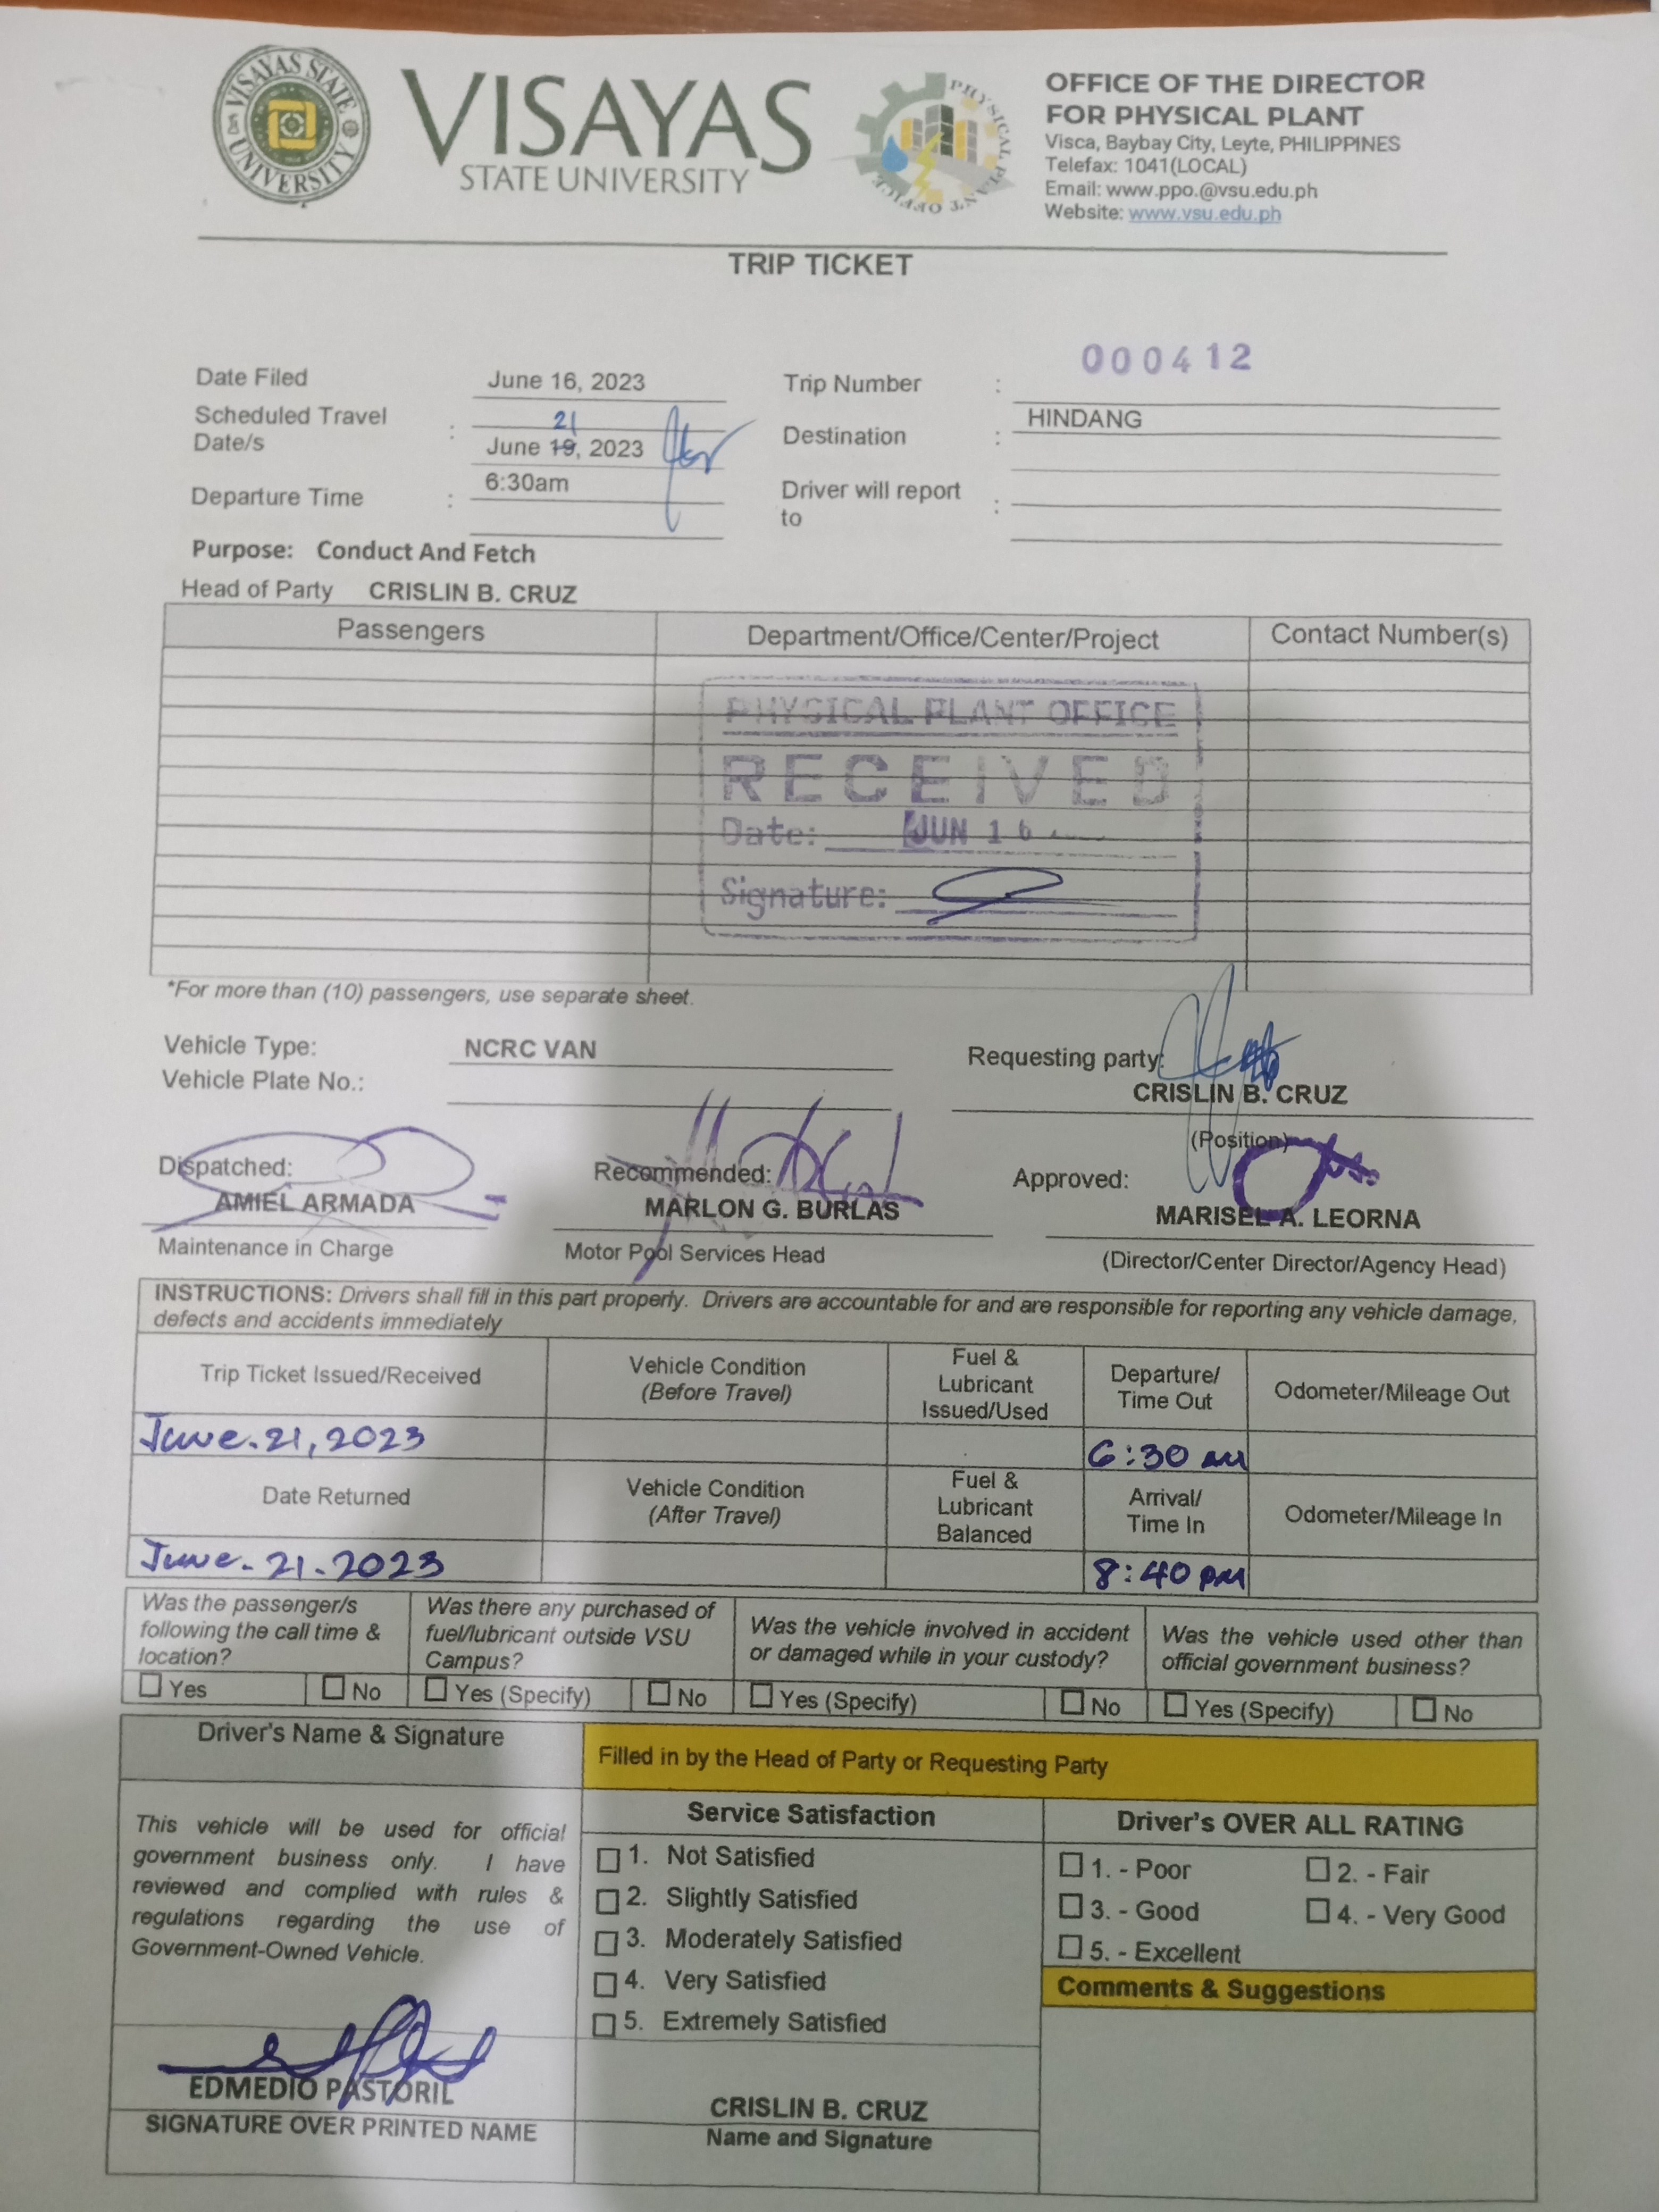 VISAYAS STATE UNIVERSITY
VISAYAS
STATE UNIVERSITY
PHYSICAL PLANT OFFICE
OFFICE OF THE DIRECTOR
FOR PHYSICAL PLANT
Visca, Baybay City, Leyte, PHILIPPINES
Telefax: 1041(LOCAL)
Email: www.ppo.@vsu.edu.ph
Website: www.vsu.edu.ph
TRIP TICKET
000412
Date Filed June 16, 2023 Trip Number :
Scheduled Travel Date/s : June 19, 2023 21
Destination : HINDANG
Departure Time : 6:30am
Driver will report to :
Purpose: Conduct And Fetch
Head of Party CRISLIN B. CRUZ
Passengers Department/Office/Center/Project Contact Number(s)
PHYSICAL PLANT OFFICE
RECEIVED
Date: JUN 16
Signature:
*For more than (10) passengers, use separate sheet.
Vehicle Type: NCRC VAN
Vehicle Plate No.:
Requesting party:
CRISLIN B. CRUZ
(Position)
Dispatched: Recommended: Approved:
AMIEL ARMADA MARLON G. BURLAS MARISEL A. LEORNA
Maintenance in Charge Motor Pool Services Head (Director/Center Director/Agency Head)
INSTRUCTIONS: Drivers shall fill in this part properly. Drivers are accountable for and are responsible for reporting any vehicle damage,
defects and accidents immediately
Trip Ticket Issued/Received Vehicle Condition (Before Travel) Fuel & Lubricant Issued/Used Departure/ Time Out Odometer/Mileage Out
June.21,2023 6:30 AM
Date Returned Vehicle Condition (After Travel) Fuel & Lubricant Balanced Arrival/ Time In Odometer/Mileage In
June-21-2023 8:40 PM
Was the passenger/s following the call time & location?
Was there any purchased of fuel/lubricant outside VSU Campus?
Was the vehicle involved in accident or damaged while in your custody?
Was the vehicle used other than official government business?
☐ Yes ☐ No ☐ Yes (Specify) ☐ No ☐ Yes (Specify) ☐ No ☐ Yes (Specify) ☐ No
Driver's Name & Signature
Filled in by the Head of Party or Requesting Party
This vehicle will be used for official
government business only. I have
reviewed and complied with rules &
regulations regarding the use of
Government-Owned Vehicle.
EDMEDIO PASTORIL
SIGNATURE OVER PRINTED NAME
Service Satisfaction
☐ 1. Not Satisfied
☐ 2. Slightly Satisfied
☐ 3. Moderately Satisfied
☐ 4. Very Satisfied
☐ 5. Extremely Satisfied
CRISLIN B. CRUZ
Name and Signature
Driver's OVER ALL RATING
☐ 1. - Poor ☐ 2. - Fair
☐ 3. - Good ☐ 4. - Very Good
☐ 5. - Excellent
Comments & Suggestions